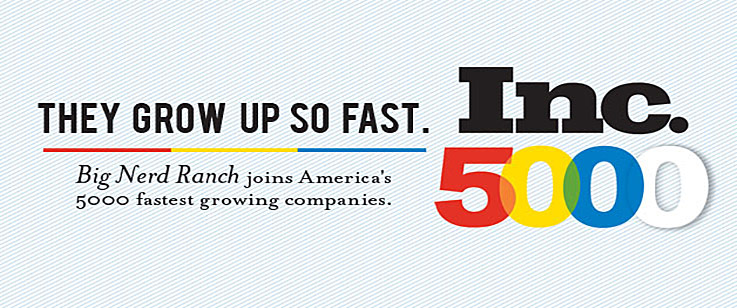 THEY GROW UP SO FAST.
Big Nerd Ranch joins America's
5000 fastest growing companies.
Inc.
5000